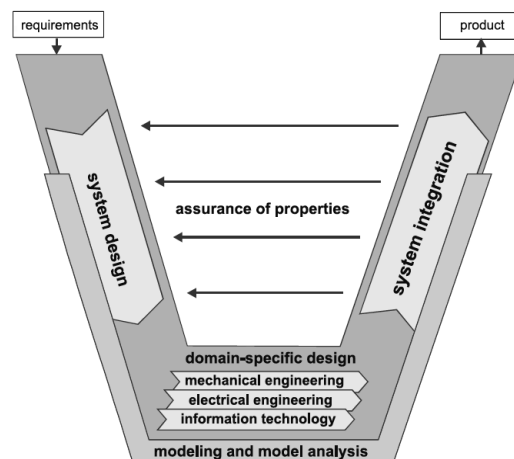 requirements
product
system design
system integration
assurance of properties
domain-specific design
mechanical engineering
electrical engineering
information technology
modeling and model analysis